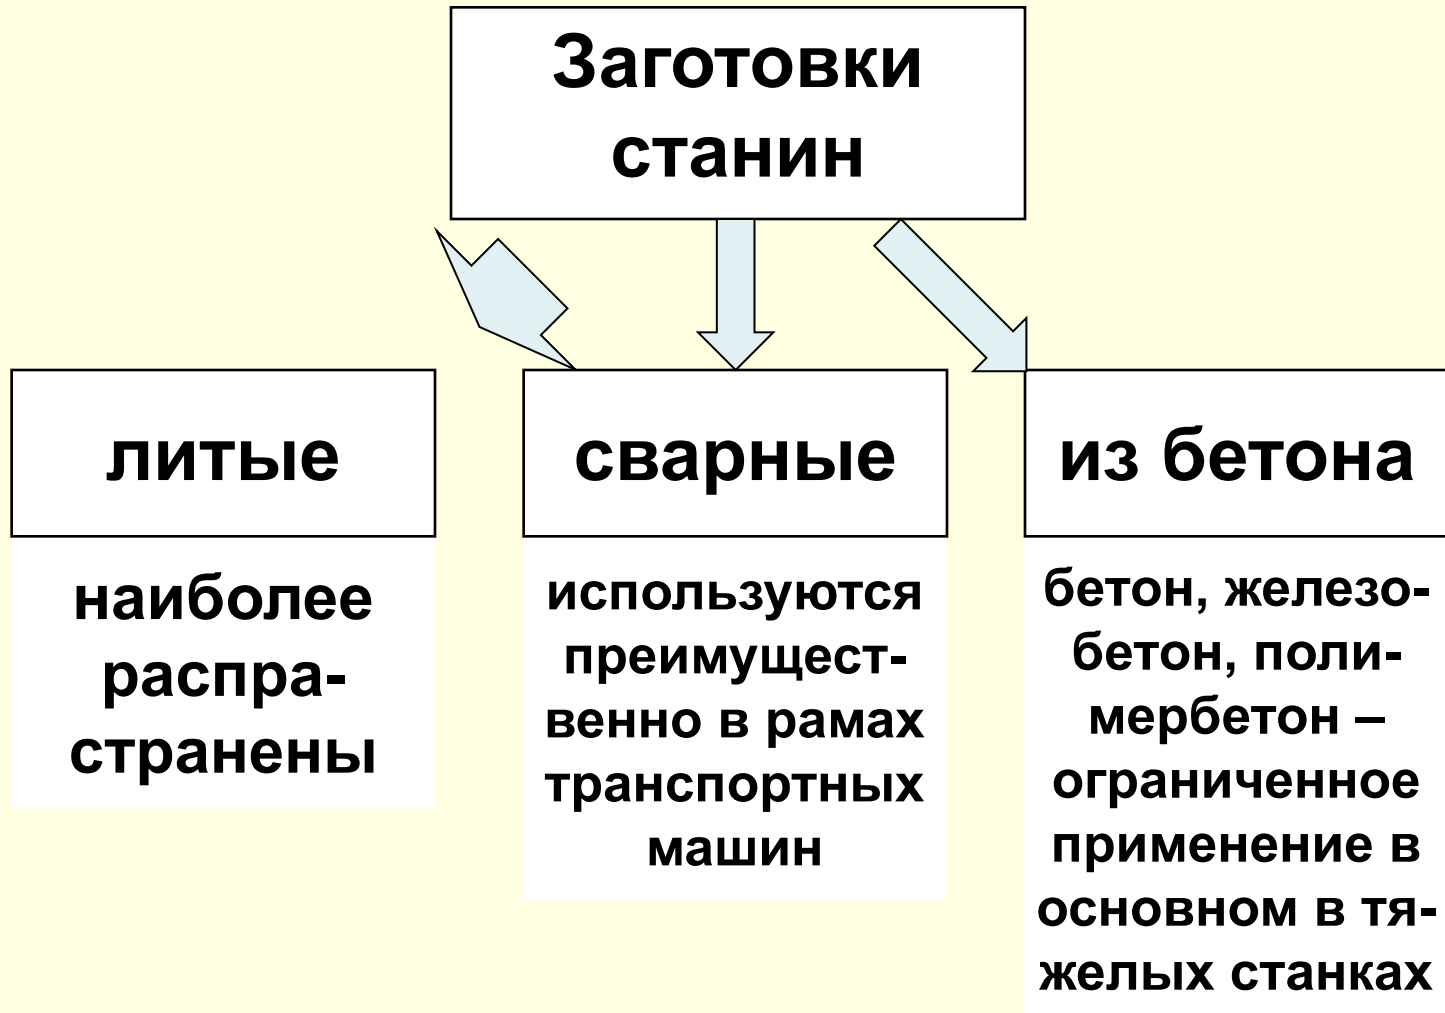 Заготовки
станин
литые
сварные
из бетона
наиболее
распра-
странены
используются
преимущест-
венно в рамах
транспортных
машин
бетон, железо-
бетон, поли-
мербетон –
ограниченное
применение в
основном в тя-
желых станках